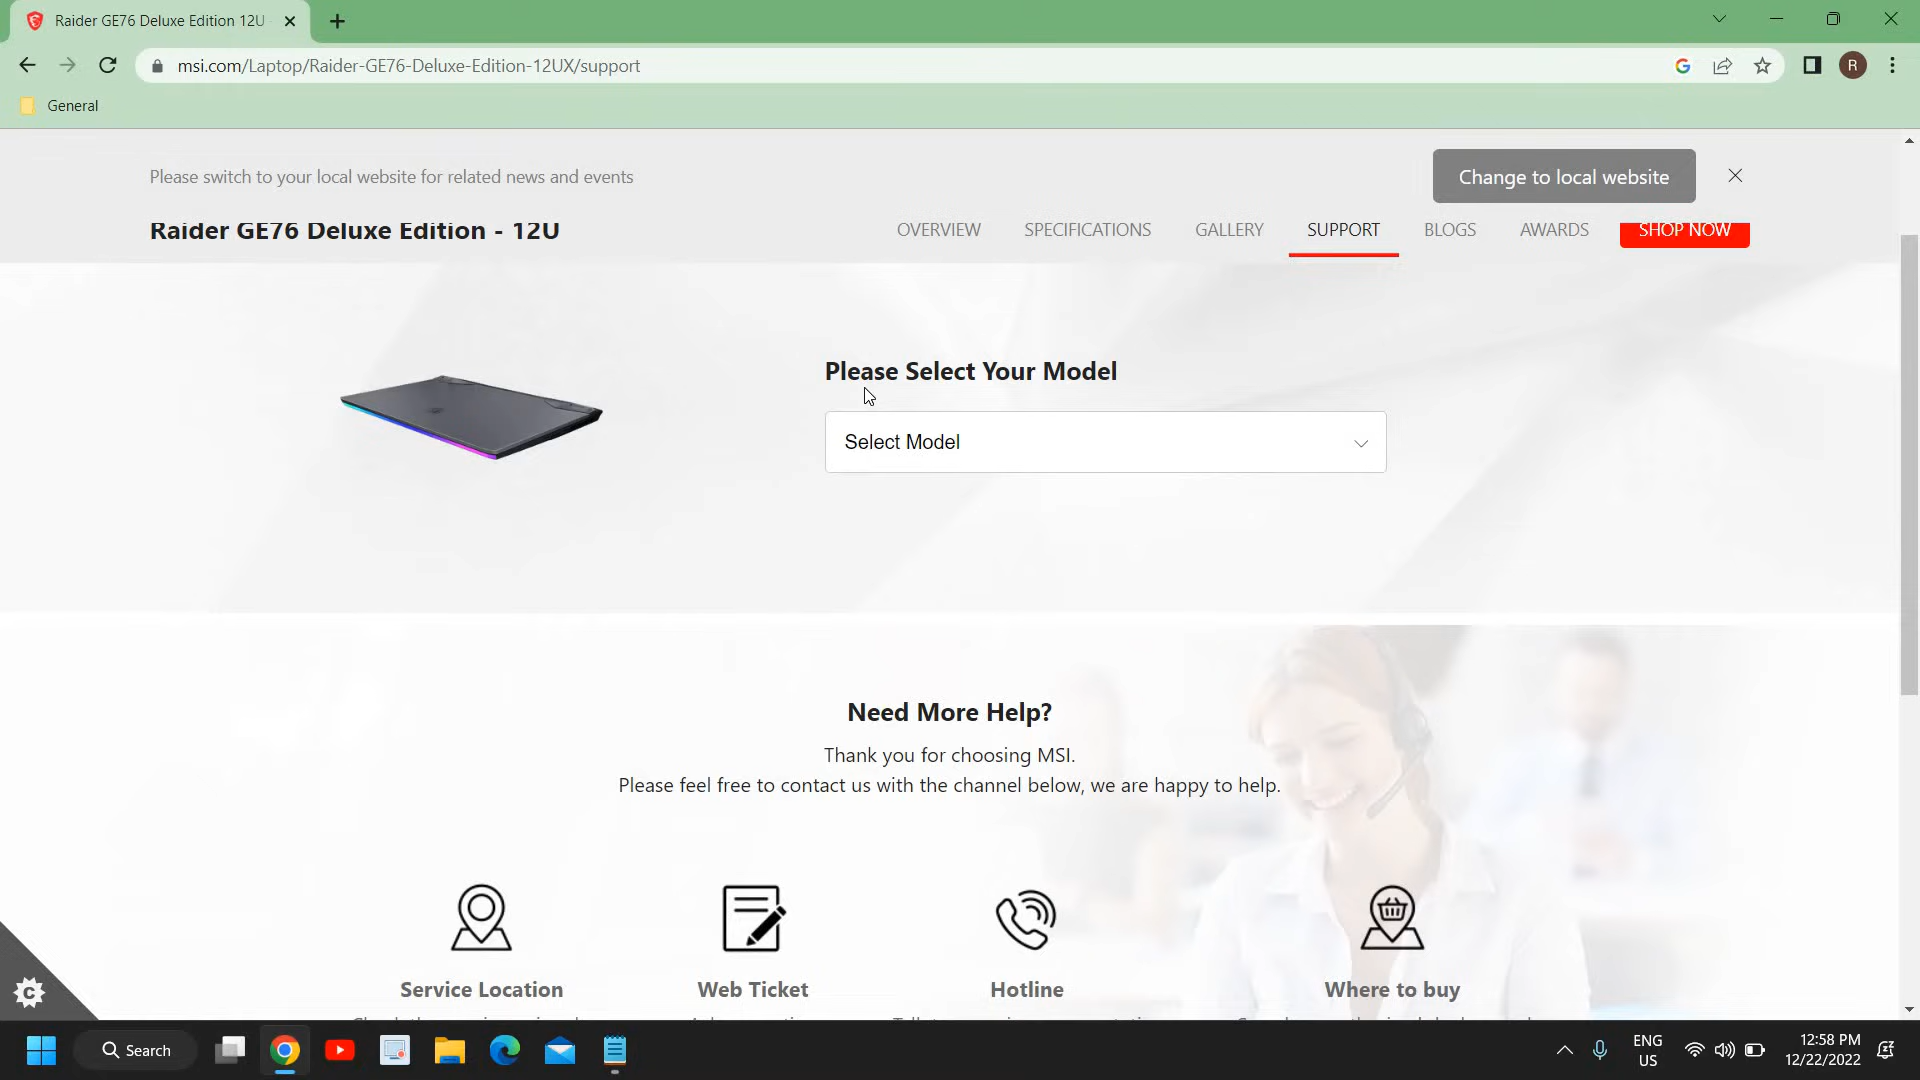 Raider GE76 Deluxe Edition 12U
msi.com/Laptop/Raider-GE76-Deluxe-Edition-12UX/support
G
R
General
Please switch to your local website for related news and events
Change to local website
Raider GE76 Deluxe Edition - 12U
OVERVIEW
SPECIFICATIONS
GALLERY
SUPPORT
BLOGS
AWARDS
SHOP NOW
Please Select Your Model
Select Model
Need More Help?
Thank you for choosing MSI.
Please feel free to contact us with the channel below, we are happy to help.
Service Location
Web Ticket
Hotline
Where to buy
C
Search
ENG
US
12:58 PM
12/22/2022